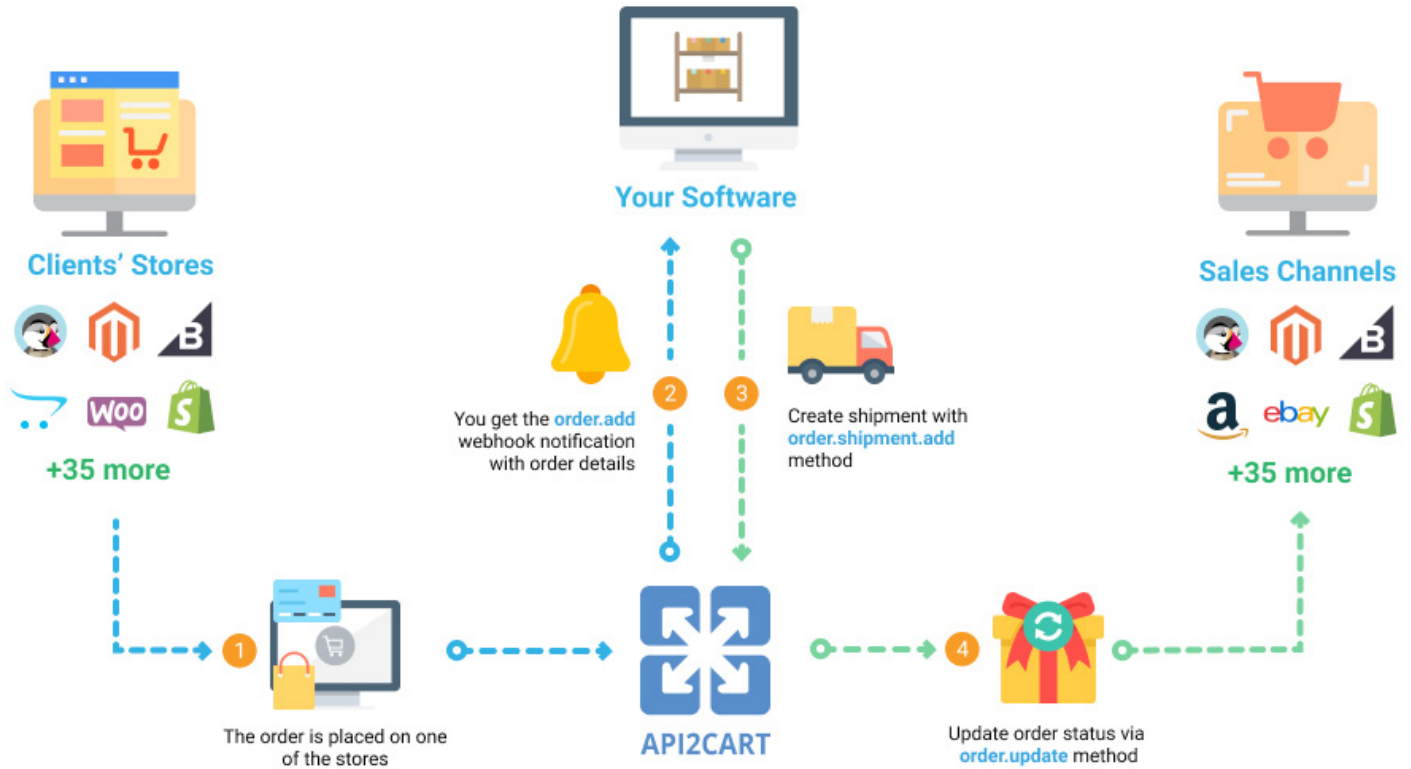 Your Software
Clients' Stores
B
WOO
S
+35 more
Sales Channels
B
a
ebay
S
+35 more
2
You get the order.add
webhook notification
with order details
3
Create shipment with
order.shipment.add
method
1
The order is placed on one
of the stores
API2CART
4
Update order status via
order.update method